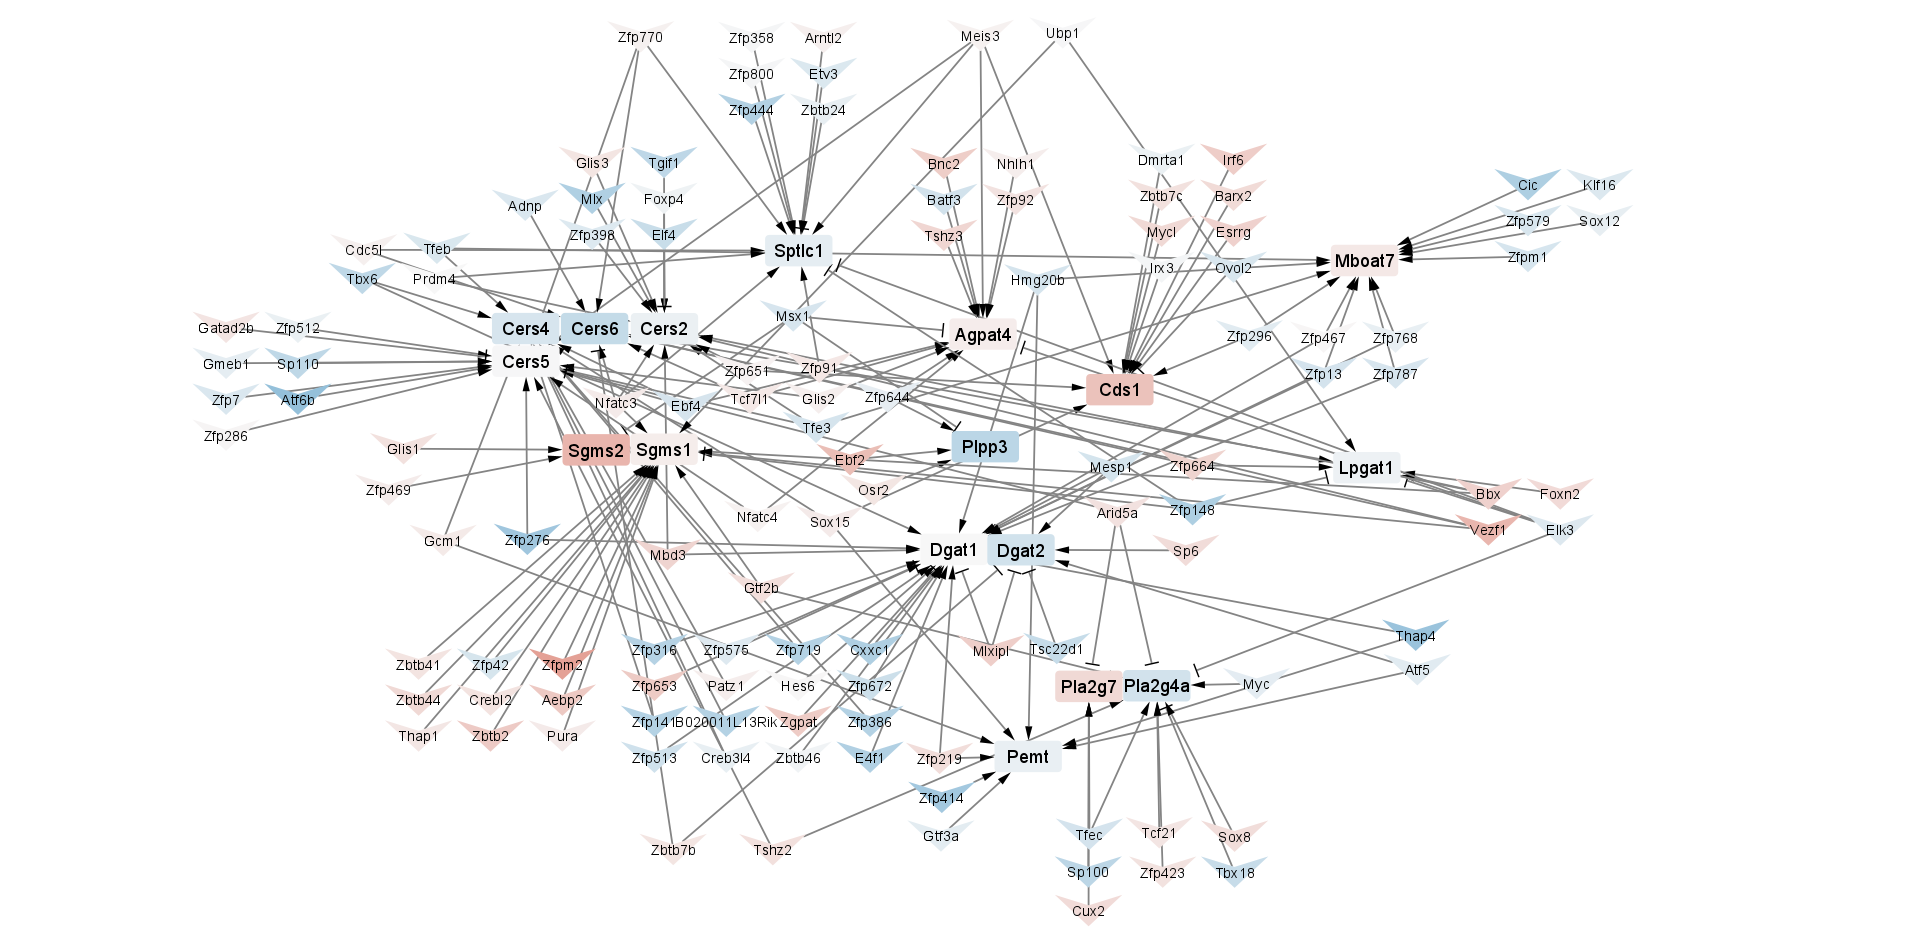 Zfp770
Zfp358
Arntl2
Meis3
Ubp1
Zfp800
Etv3
Zfp444
Zbtb24
Glis3
Tgif1
Bnc2
Nhlh1
Dmrta1
Irf6
Cic
Klf16
Adnp
Mlx
Foxp4
Batf3
Zfp92
Zbtb7c
Barx2
Zfp579
Sox12
Zfp398
Elf4
Tshz3
Mycl
Esrrg
Cdc5l
Tfeb
Sptlc1
Mboat7
Zfpm1
Tbx6
Prdm4
Hmg20b
Irx3
Ovol2
Gatad2b
Zfp512
Cers4
Cers6
Cers2
Msx1
Agpat4
Zfp296
Zfp467
Zfp768
Gmeb1
Sp110
Cers5
Zfp651
Zfp91
Zfp13
Zfp787
Zfp7
Atf6b
Nfatc3
Ebf4
Tcf7l1
Glis2
Zfp644
Cds1
Zfp286
Tfe3
Glis1
Sgms2
Sgms1
Ebf2
Plpp3
Mesp1
Zfp664
Lpgat1
Zfp469
Osr2
Bbx
Foxn2
Nfatc4
Sox15
Arid5a
Zfp148
Vezf1
Elk3
Gcm1
Zfp276
Mbd3
Dgat1
Dgat2
Sp6
Gtf2b
Zbtb41
Zfp42
Zfpm2
Zfp316
Zfp575
Zfp719
Cxxc1
Mlxipl
Tsc22d1
Thap4
Atf5
Zbtb44
Crebl2
Aebp2
Zfp653
Patz1
Hes6
Zfp672
Pla2g7
Pla2g4a
Myc
Thap1
Zbtb2
Pura
Zfp141
B020011L13Rik
Zgpat
Zfp386
Zfp513
Creb3l4
Zbtb46
E4f1
Zfp219
Pemt
Zfp414
Gtf3a
Tfec
Tcf21
Sox8
Zbtb7b
Tshz2
Sp100
Zfp423
Tbx18
Cux2